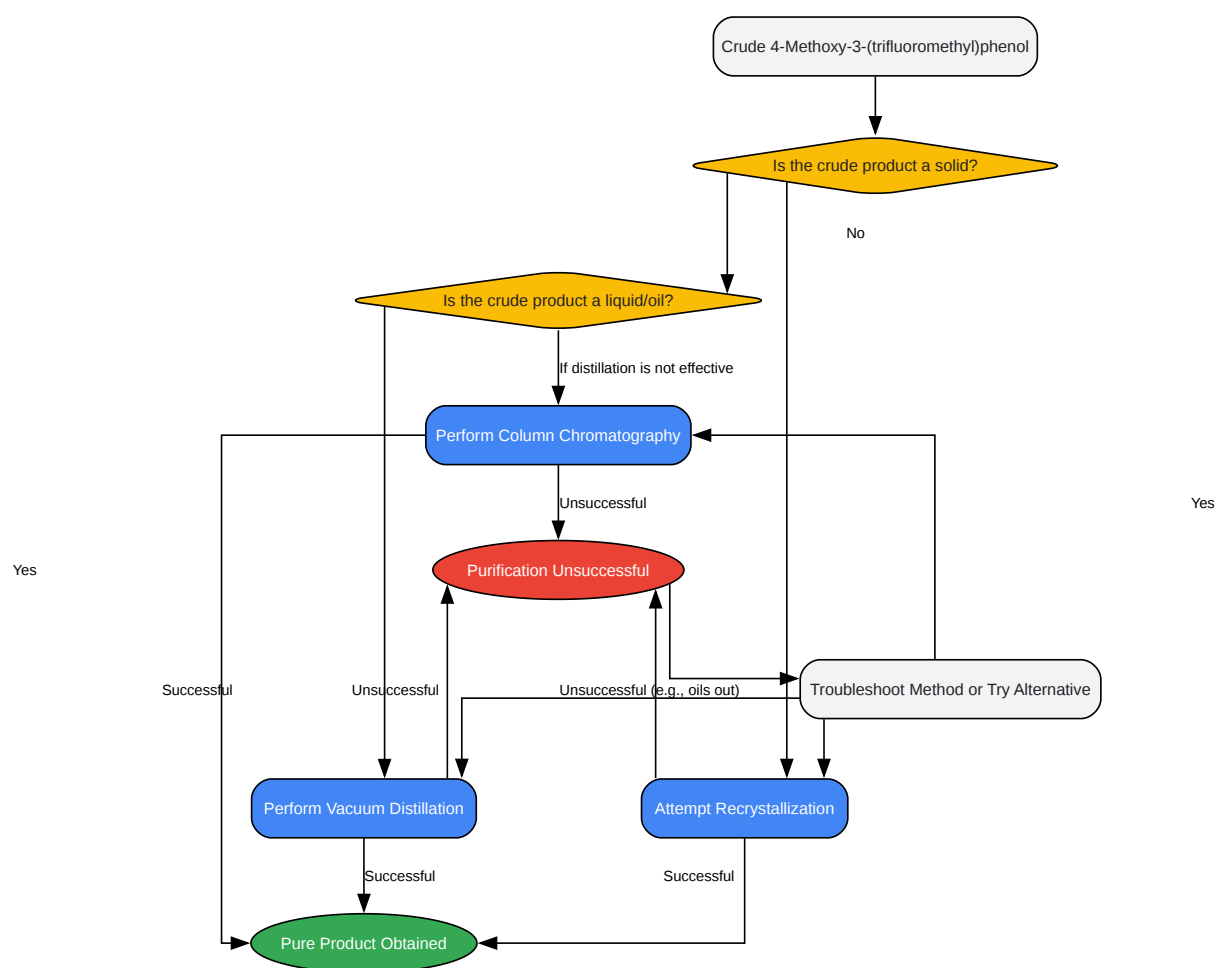 Crude 4-Methoxy-3-(trifluoromethyl)phenol
Is the crude product a solid?
No
Is the crude product a liquid/oil?
If distillation is not effective
Perform Column Chromatography
Unsuccessful
Yes
Yes
Purification Unsuccessful
Successful
Unsuccessful
Unsuccessful (e.g., oils out)
Troubleshoot Method or Try Alternative
Perform Vacuum Distillation
Attempt Recrystallization
Successful
Successful
Pure Product Obtained